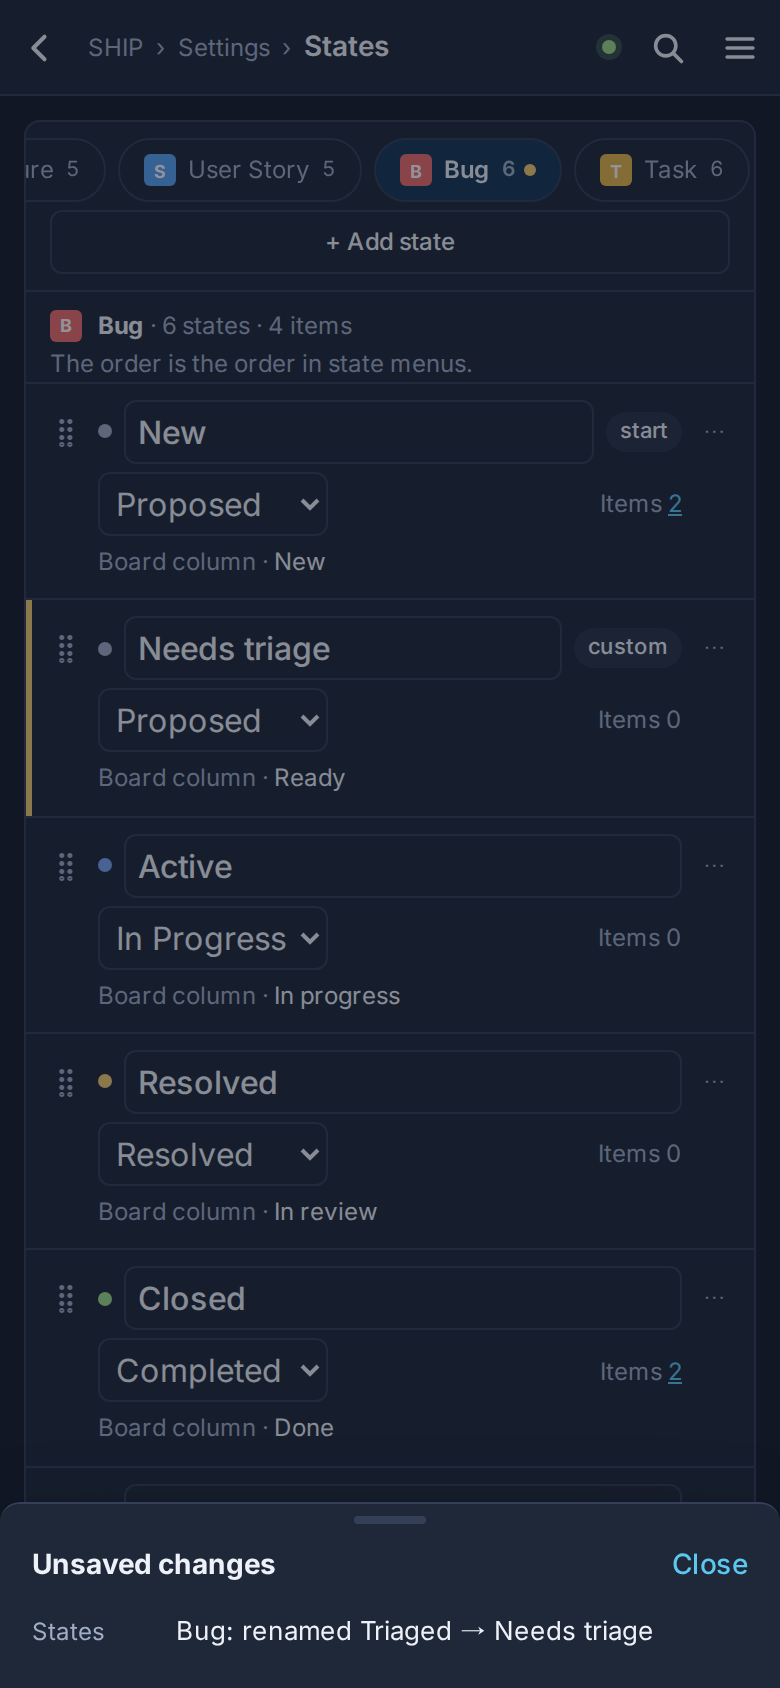 SHIP › Settings › States
ure 5 S User Story 5 B Bug 6 T Task 6
+ Add state
B Bug · 6 states · 4 items
The order is the order in state menus.
New start ...
Proposed Items 2
Board column · New
Needs triage custom ...
Proposed Items 0
Board column · Ready
Active ...
In Progress Items 0
Board column · In progress
Resolved ...
Resolved Items 0
Board column · In review
Closed ...
Completed Items 2
Board column · Done
Unsaved changes Close
States Bug: renamed Triaged → Needs triage